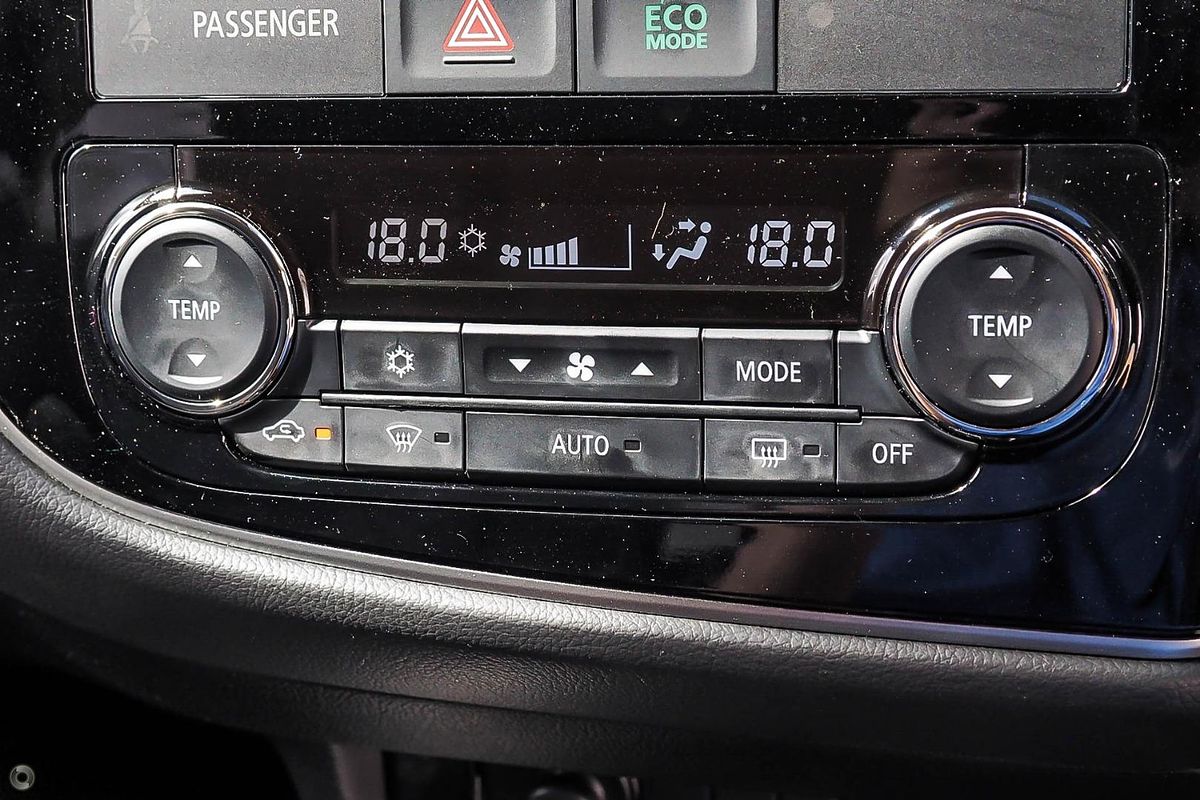 PASSENGER
ECO
MODE
18.0 18.0
TEMP
TEMP
MODE
AUTO
OFF